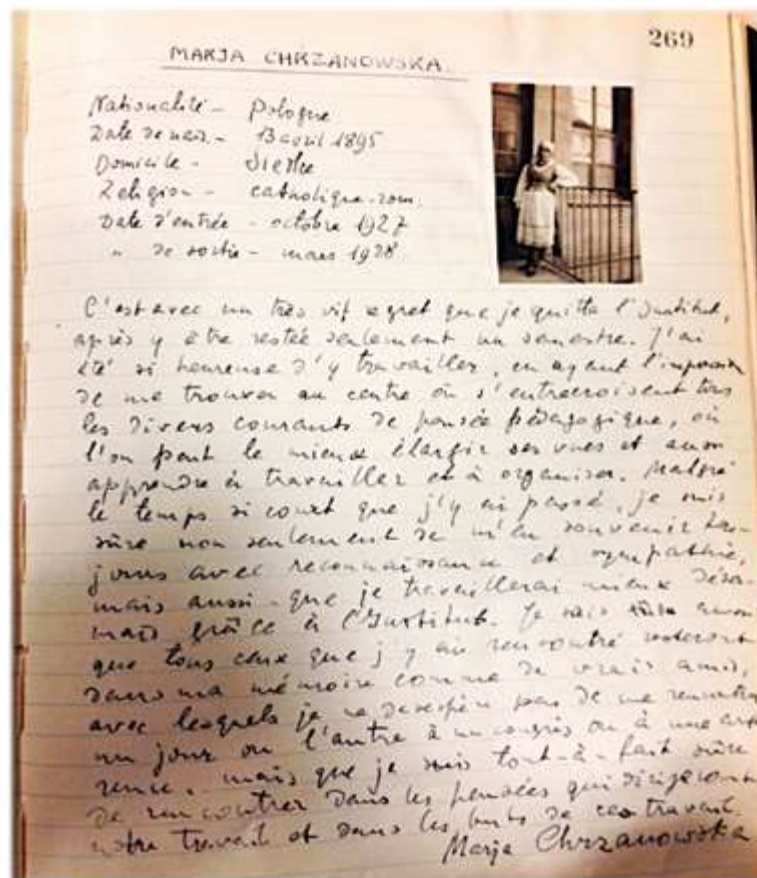 269
MARJA CHRZANOWSKA
Nationalité - Pologne
Date de nais. - 13 avril 1895
Domicile - Siedlce
Religion - catholique-rom.
Date d'entrée - octobre 1927
" de sortie - mars 1928
C'est avec un très vif regret que je quitte l'Institut,
après y être restée seulement un semestre. J'ai
été si heureuse d'y travailler, en ayant l'impression
de me trouver au centre où s'entrecroisent tous
les divers courants de pensée pédagogique, où
l'on peut le mieux élargir ses vues et aussi
apprendre à travailler et à organiser. Malgré
le temps si court que j'y ai passé, je suis
sûre non seulement de m'en souvenir tou-
jours avec reconnaissance et sympathie,
mais aussi que je travaillerai mieux désor-
mais grâce à l'Institut. Je suis sûre aussi
que tous ceux que j'y ai rencontré resteront
dans ma mémoire comme de vrais amis,
avec lesquels je ne désespère pas de me rencontrer
un jour ou l'autre à un congrès ou à une
rence, mais que je suis tout-à-fait sûre
de rencontrer dans les pensées qui dirigeront
notre travail et dans les buts de ce travail.
Marja Chrzanowska